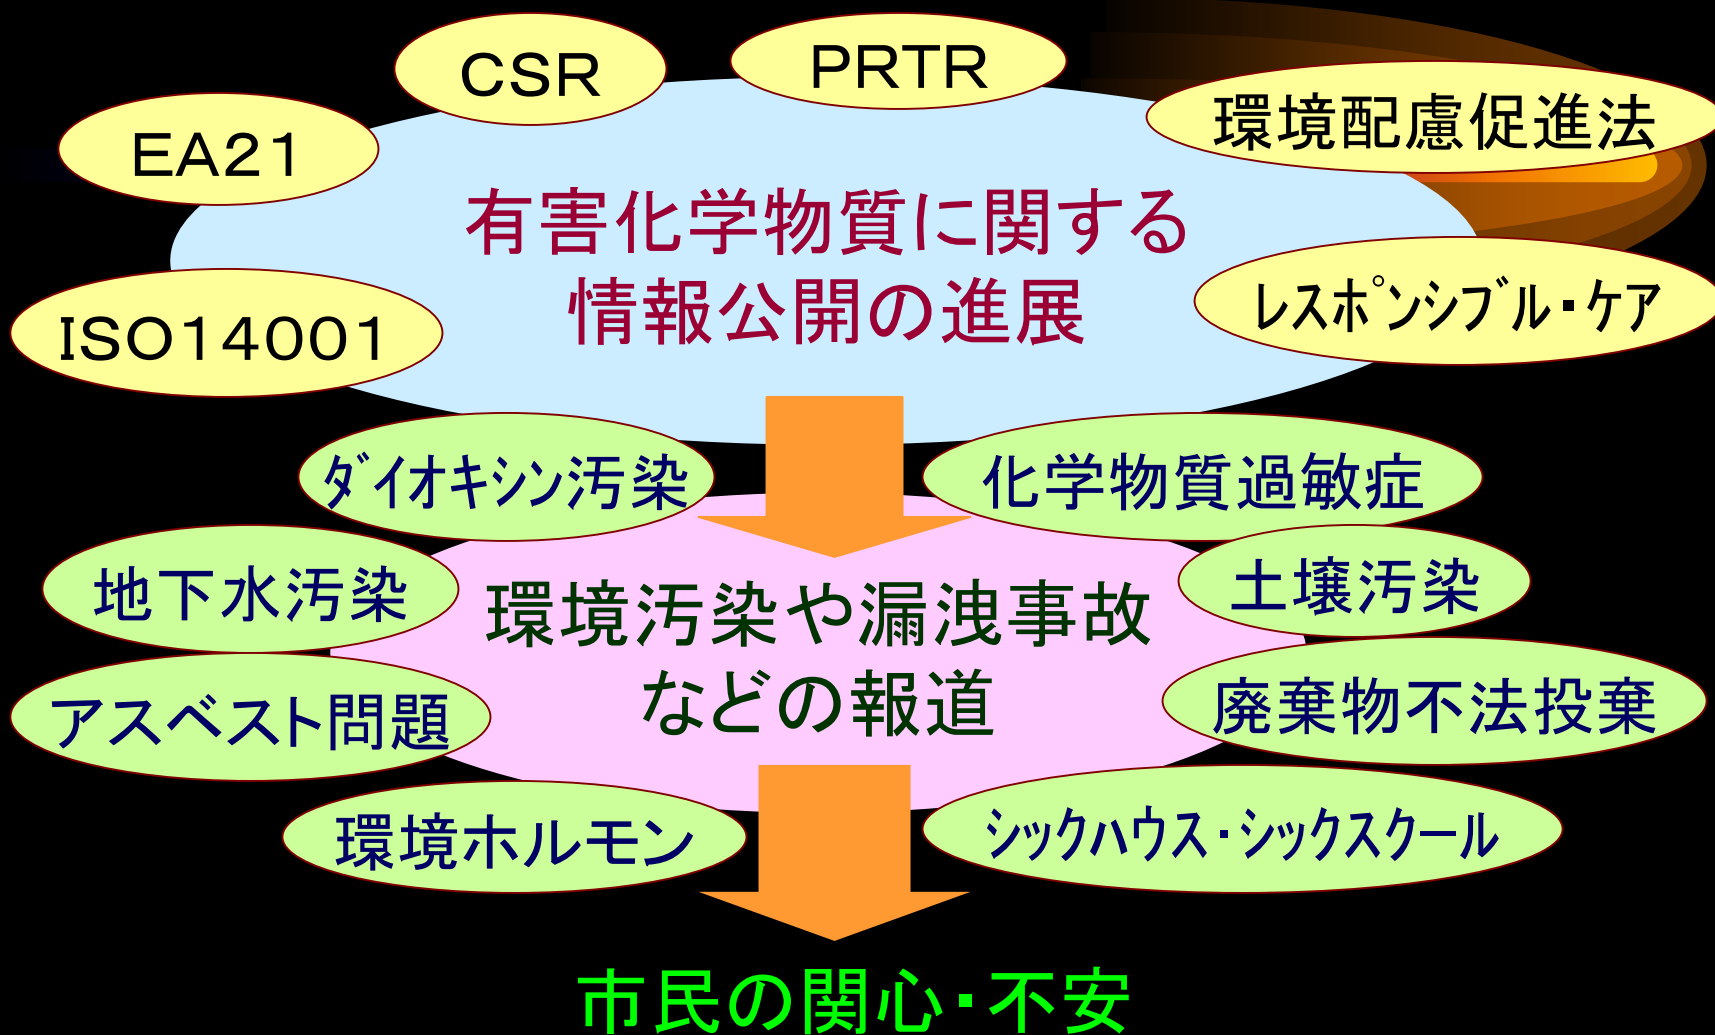 CSR
PRTR
環境配慮促進法
EA21
有害化学物質に関する
情報公開の進展
ISO14001
レスポンシブル・ケア
ダイオキシン汚染
化学物質過敏症
地下水汚染
環境汚染や漏洩事故
などの報道
土壌汚染
アスベスト問題
廃棄物不法投棄
環境ホルモン
シックハウス・シックスクール
市民の関心・不安